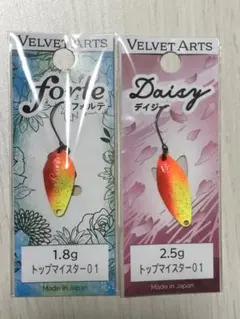 VELVET ARTS
forte
フォルテ
1.8g
トップマイスター01
Made in Japan
VELVET ARTS
Daisy
デイジー
2.5g
トップマイスター01
Made in Japan